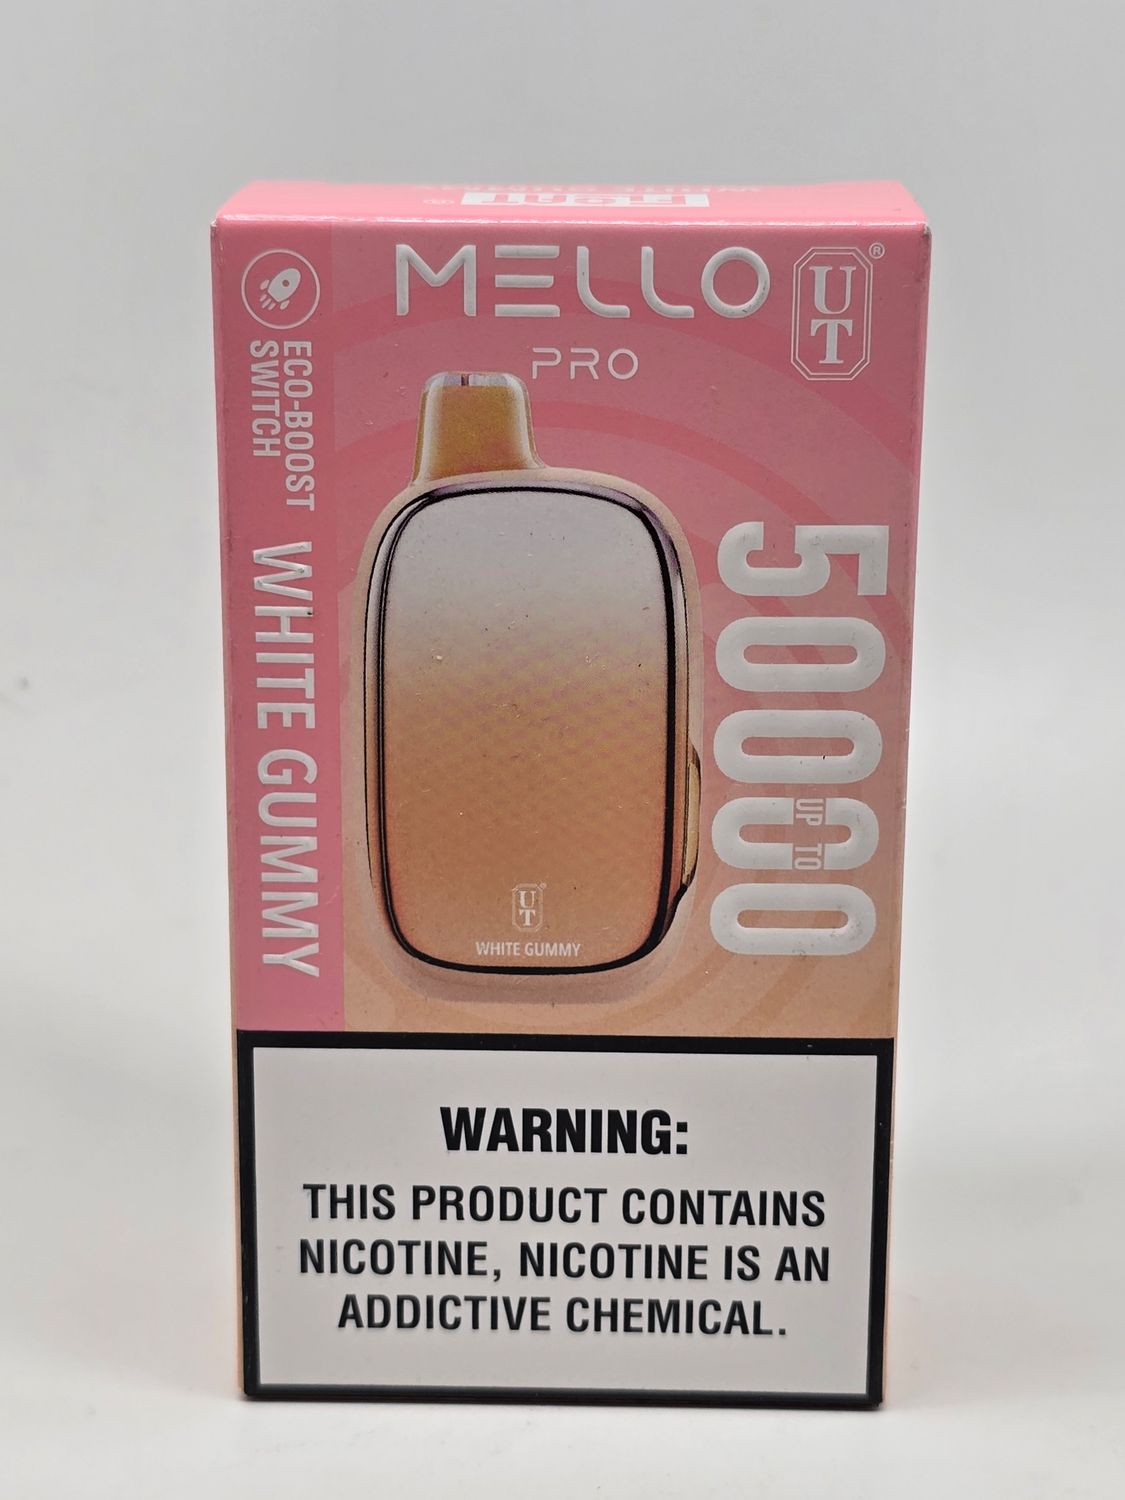 MELLO
PRO
UT®
ECO-BOOST
SWITCH
WHITE GUMMY
50000
UP TO
UT®
WHITE GUMMY
WARNING:
THIS PRODUCT CONTAINS
NICOTINE, NICOTINE IS AN
ADDICTIVE CHEMICAL.